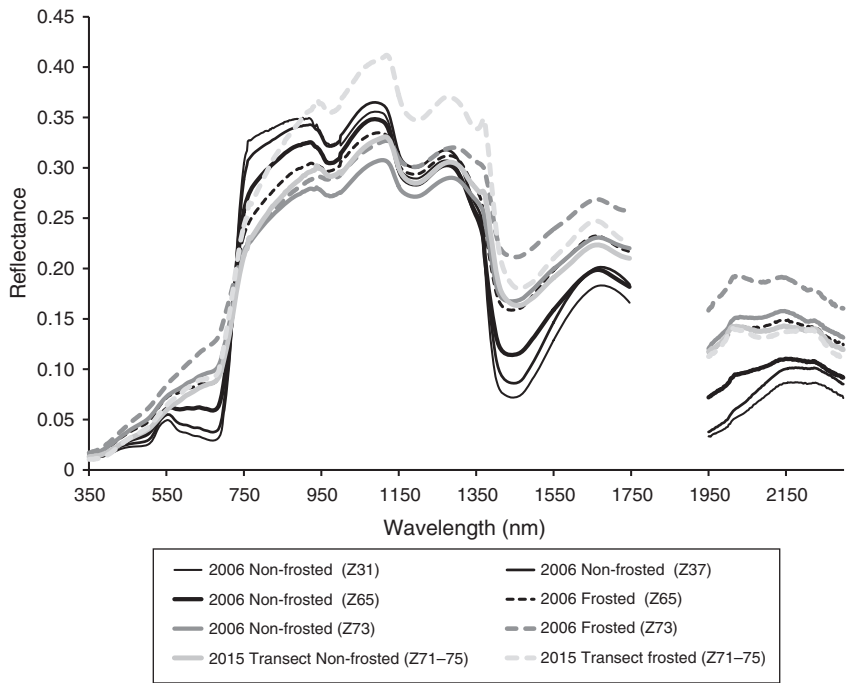 0.45
0.40
0.35
0.30
0.25
0.20
0.15
0.10
0.05
0
Reflectance
350 550 750 950 1150 1350 1550 1750 1950 2150
Wavelength (nm)
2006 Non-frosted (Z31) 2006 Non-frosted (Z37)
2006 Non-frosted (Z65) 2006 Frosted (Z65)
2006 Non-frosted (Z73) 2006 Frosted (Z73)
2015 Transect Non-frosted (Z71–75) 2015 Transect frosted (Z71–75)